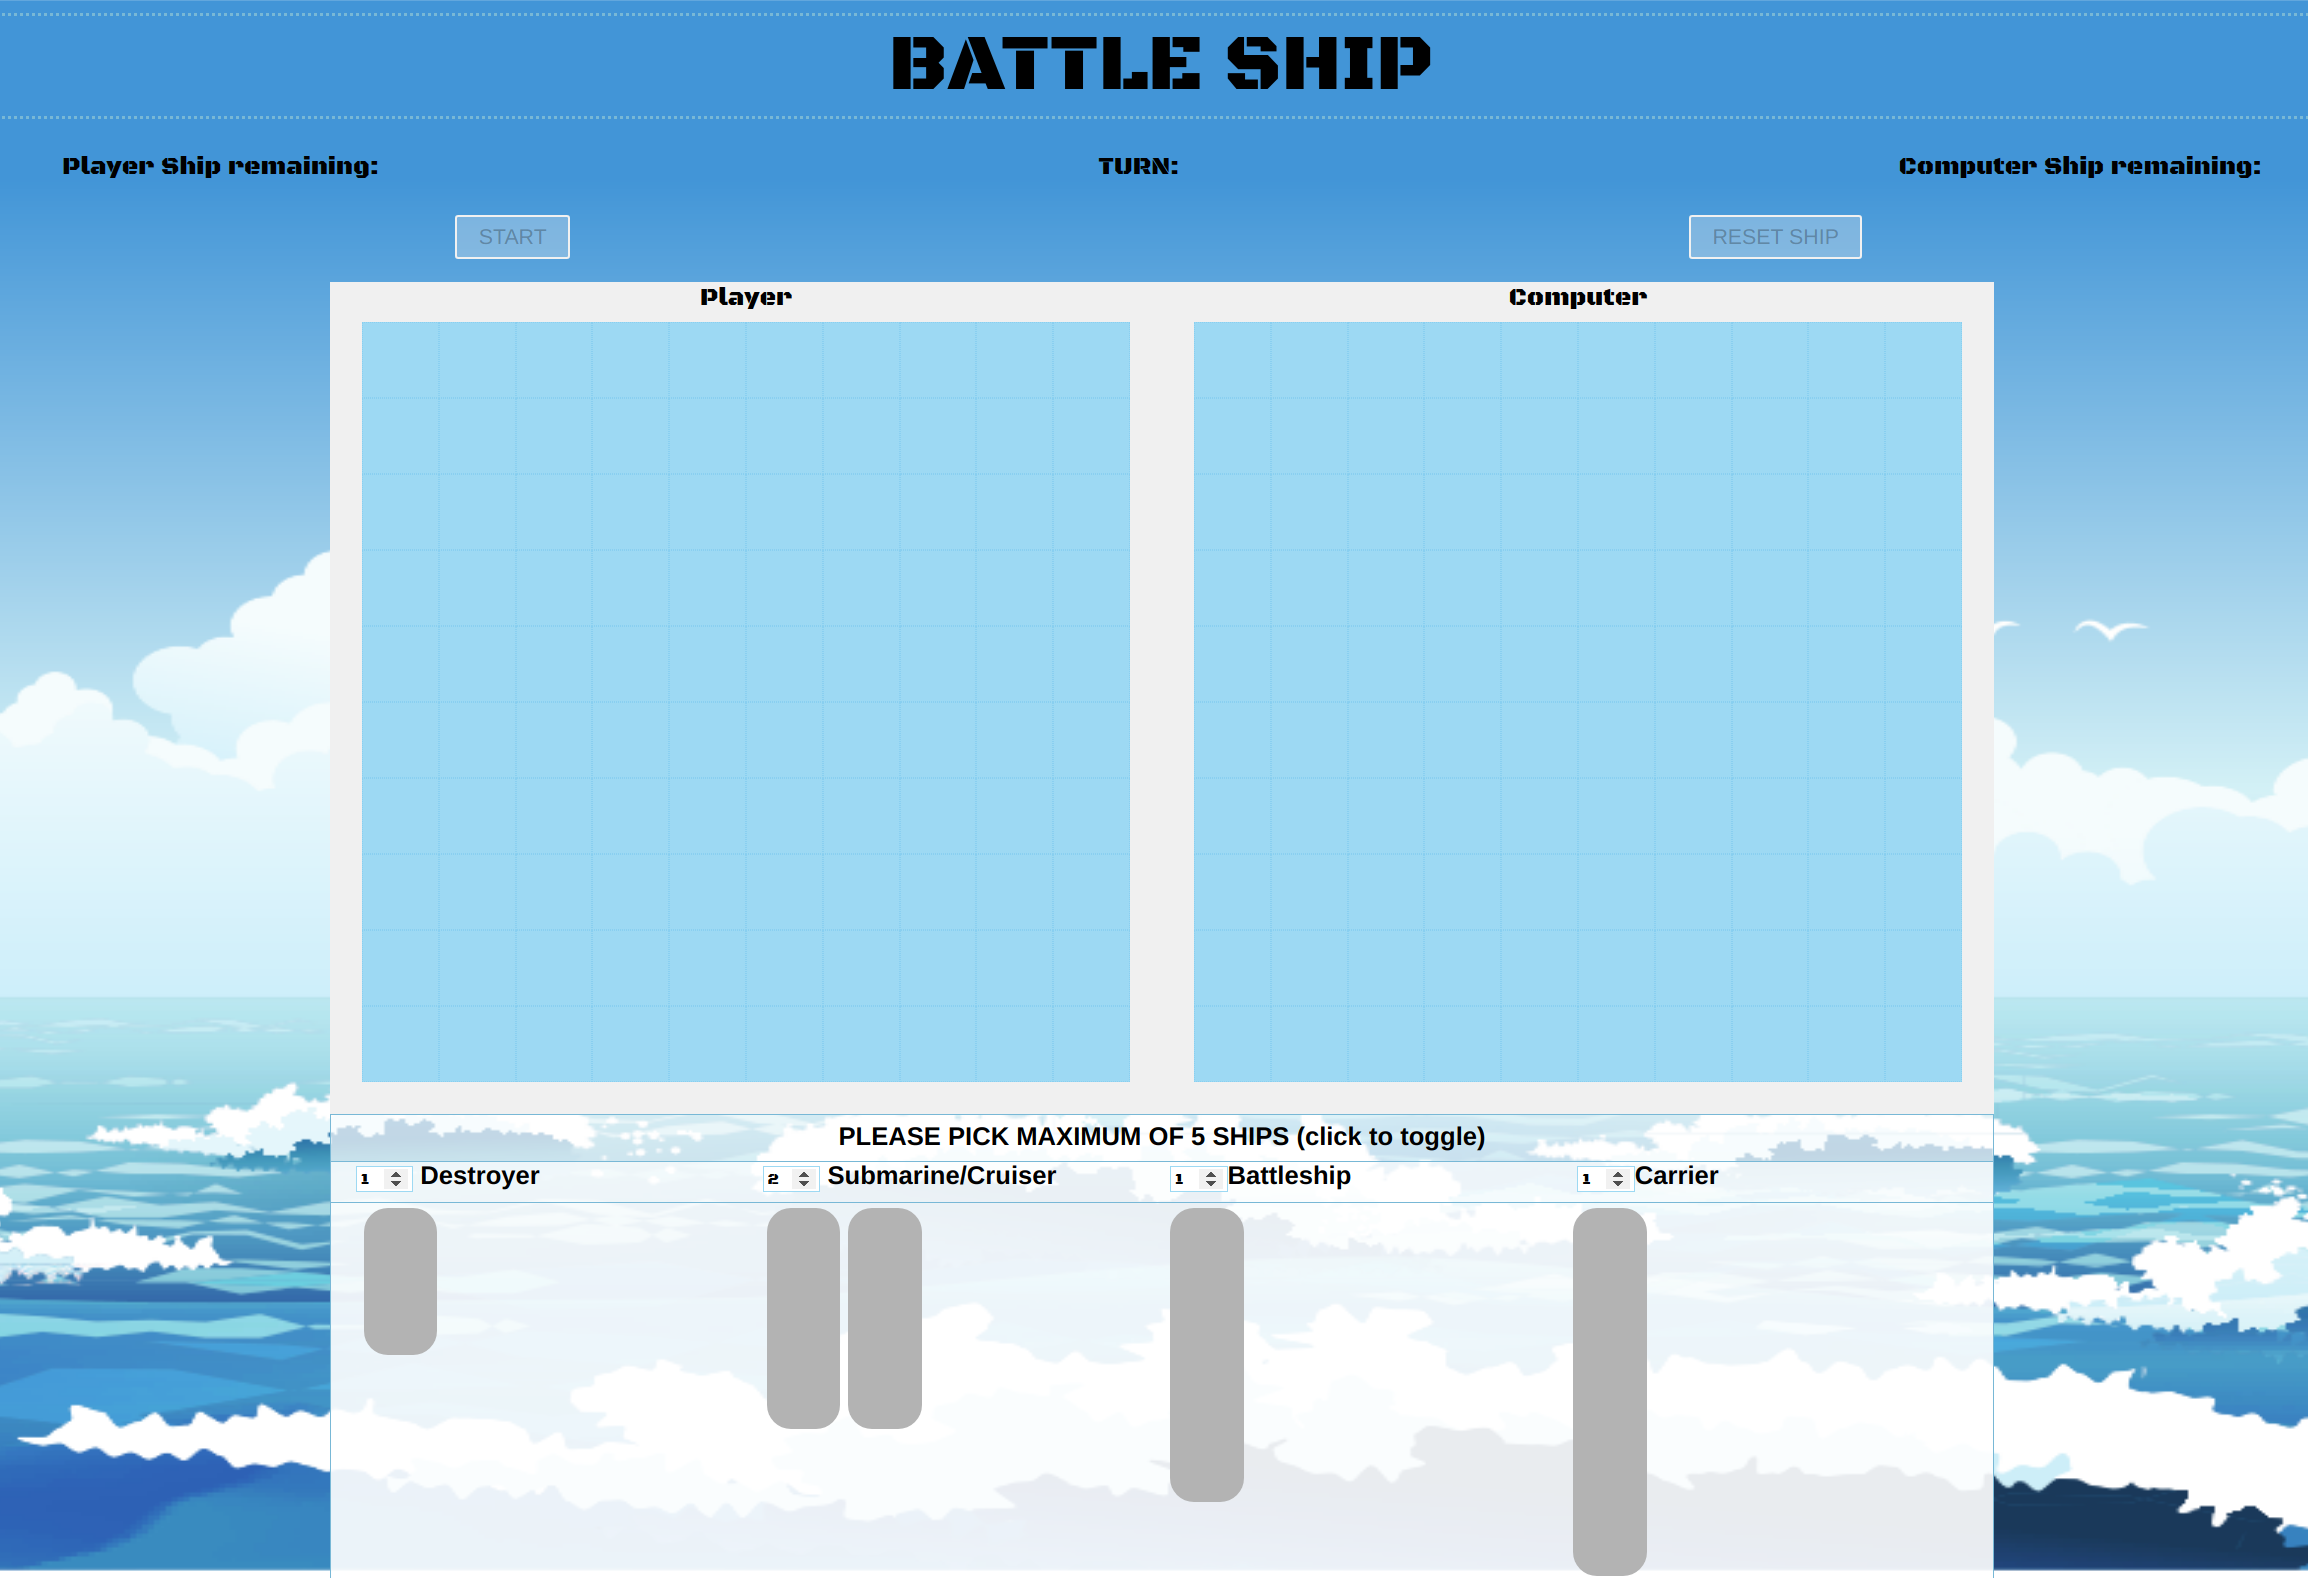 BATTLE SHIP
Player Ship remaining:
TURN:
Computer Ship remaining:
START
RESET SHIP
Player
Computer
PLEASE PICK MAXIMUM OF 5 SHIPS (click to toggle)
1 Destroyer
2 Submarine/Cruiser
1 Battleship
1 Carrier